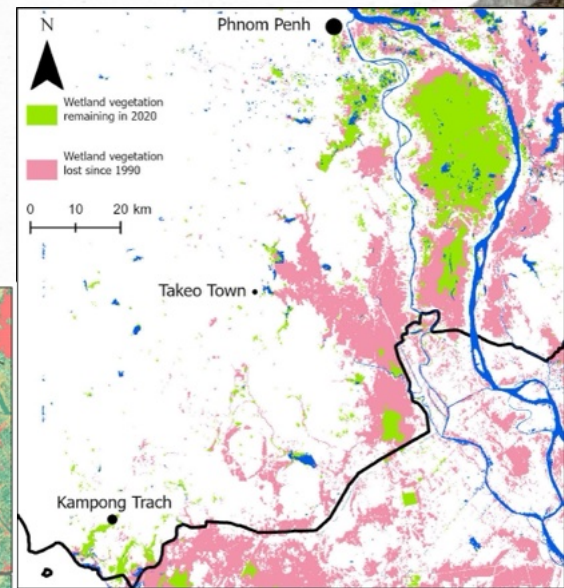 Phnom Penh
N
Wetland vegetation
remaining in 2020
Wetland vegetation
lost since 1990
0 10 20 km
Takeo Town
Kampong Trach